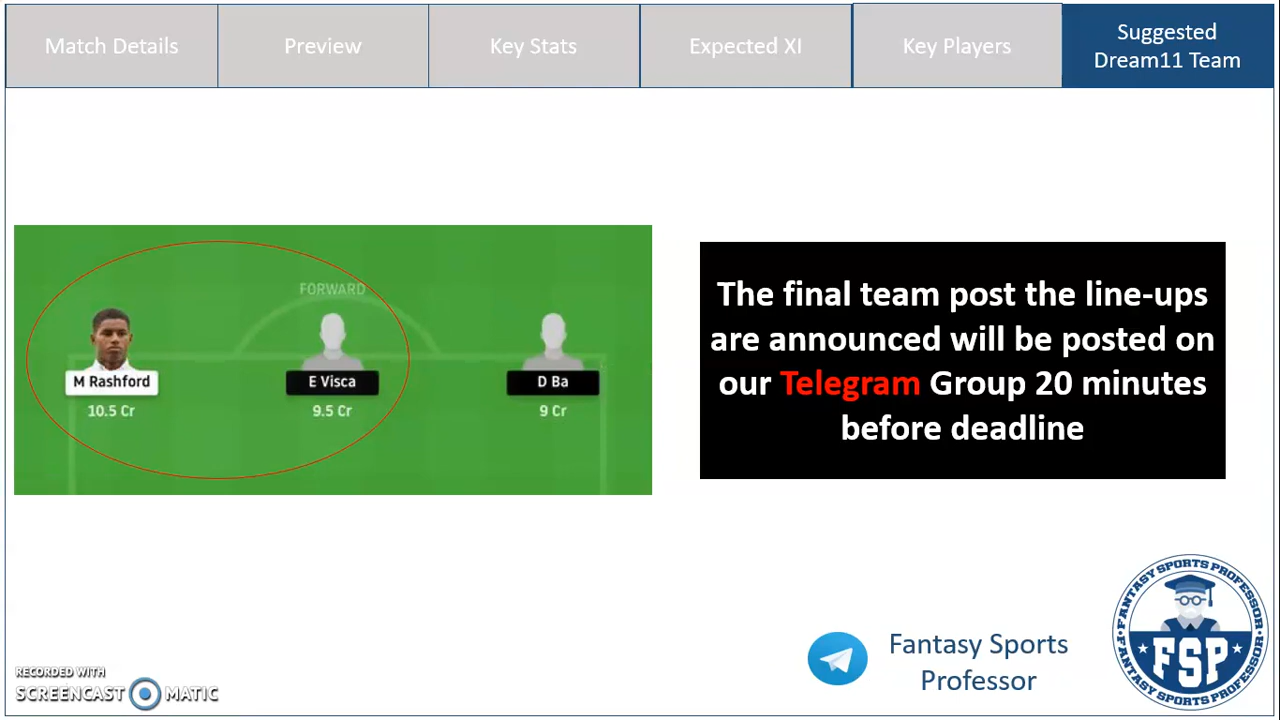 Match Details
Preview
Key Stats
Expected XI
Key Players
Suggested
Dream11 Team
FORWARD
M Rashford
10.5 Cr
E Visca
9.5 Cr
D Ba
9 Cr
The final team post the line-ups
are announced will be posted on
our Telegram Group 20 minutes
before deadline
Fantasy Sports
Professor
FANTASY SPORTS PROFESSOR
FANTASY SPORTS PROFESSOR
FSP
RECORDED WITH
SCREENCAST MATIC